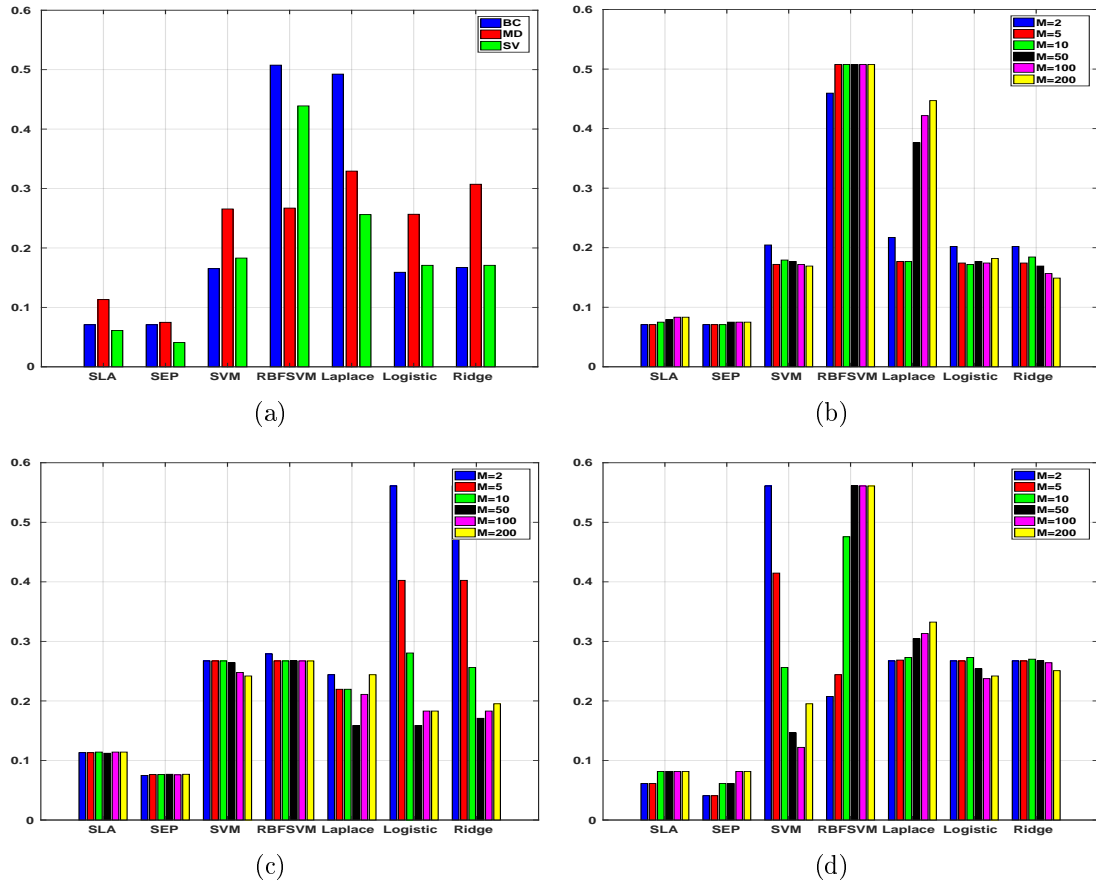 0.6
0.5
0.4
0.3
0.2
0.1
0
BC
MD
SV
SLA SEP SVM RBFSVM Laplace Logistic Ridge
(a)
0.6
0.5
0.4
0.3
0.2
0.1
0
M=2
M=5
M=10
M=50
M=100
M=200
SLA SEP SVM RBFSVM Laplace Logistic Ridge
(b)
0.6
0.5
0.4
0.3
0.2
0.1
0
M=2
M=5
M=10
M=50
M=100
M=200
SLA SEP SVM RBFSVM Laplace Logistic Ridge
(c)
0.6
0.5
0.4
0.3
0.2
0.1
0
M=2
M=5
M=10
M=50
M=100
M=200
SLA SEP SVM RBFSVM Laplace Logistic Ridge
(d)